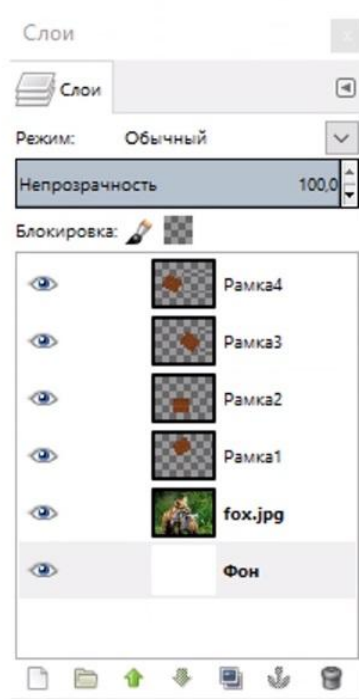 Слои
Слои
Режим: Обычный
Непрозрачность 100,0
Блокировка:
Рамка4
Рамка3
Рамка2
Рамка1
fox.jpg
Фон